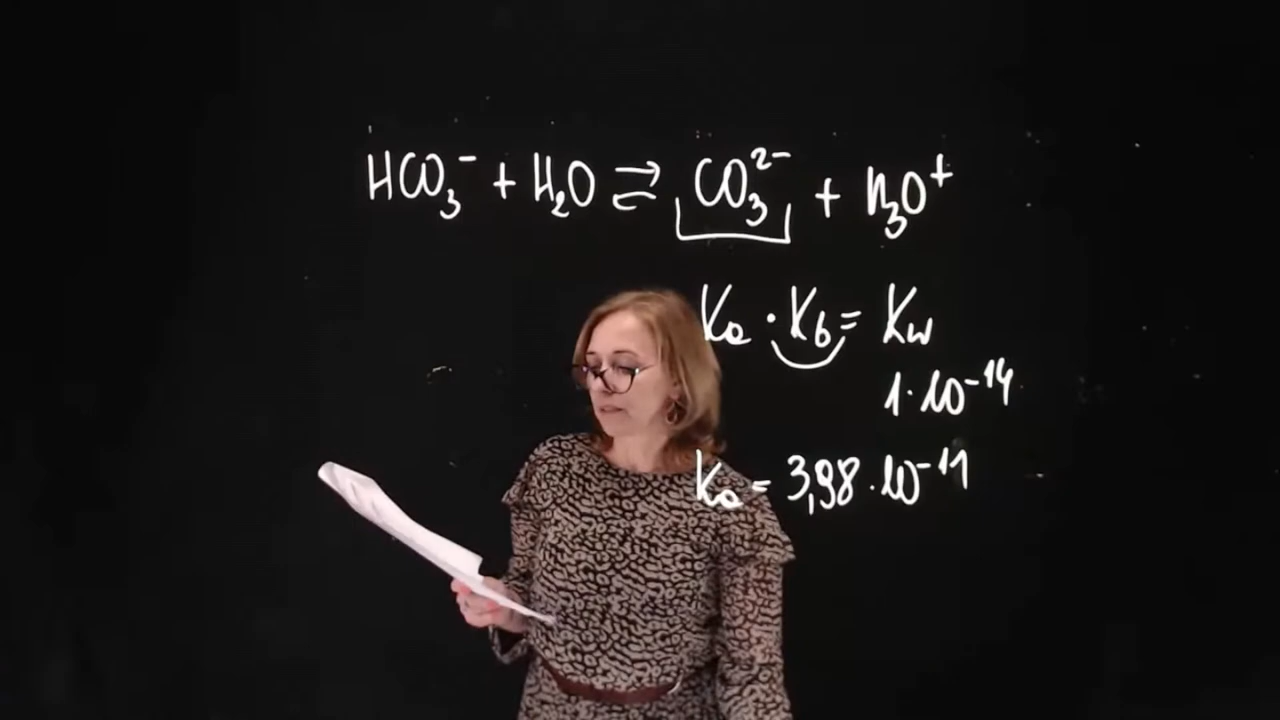 HCO₃⁻ + H₂O ⇄ CO₃²⁻ + H₃O⁺
Ka · Kb = Kw
1 · 10⁻¹⁴
Ka = 3,98 · 10⁻¹¹